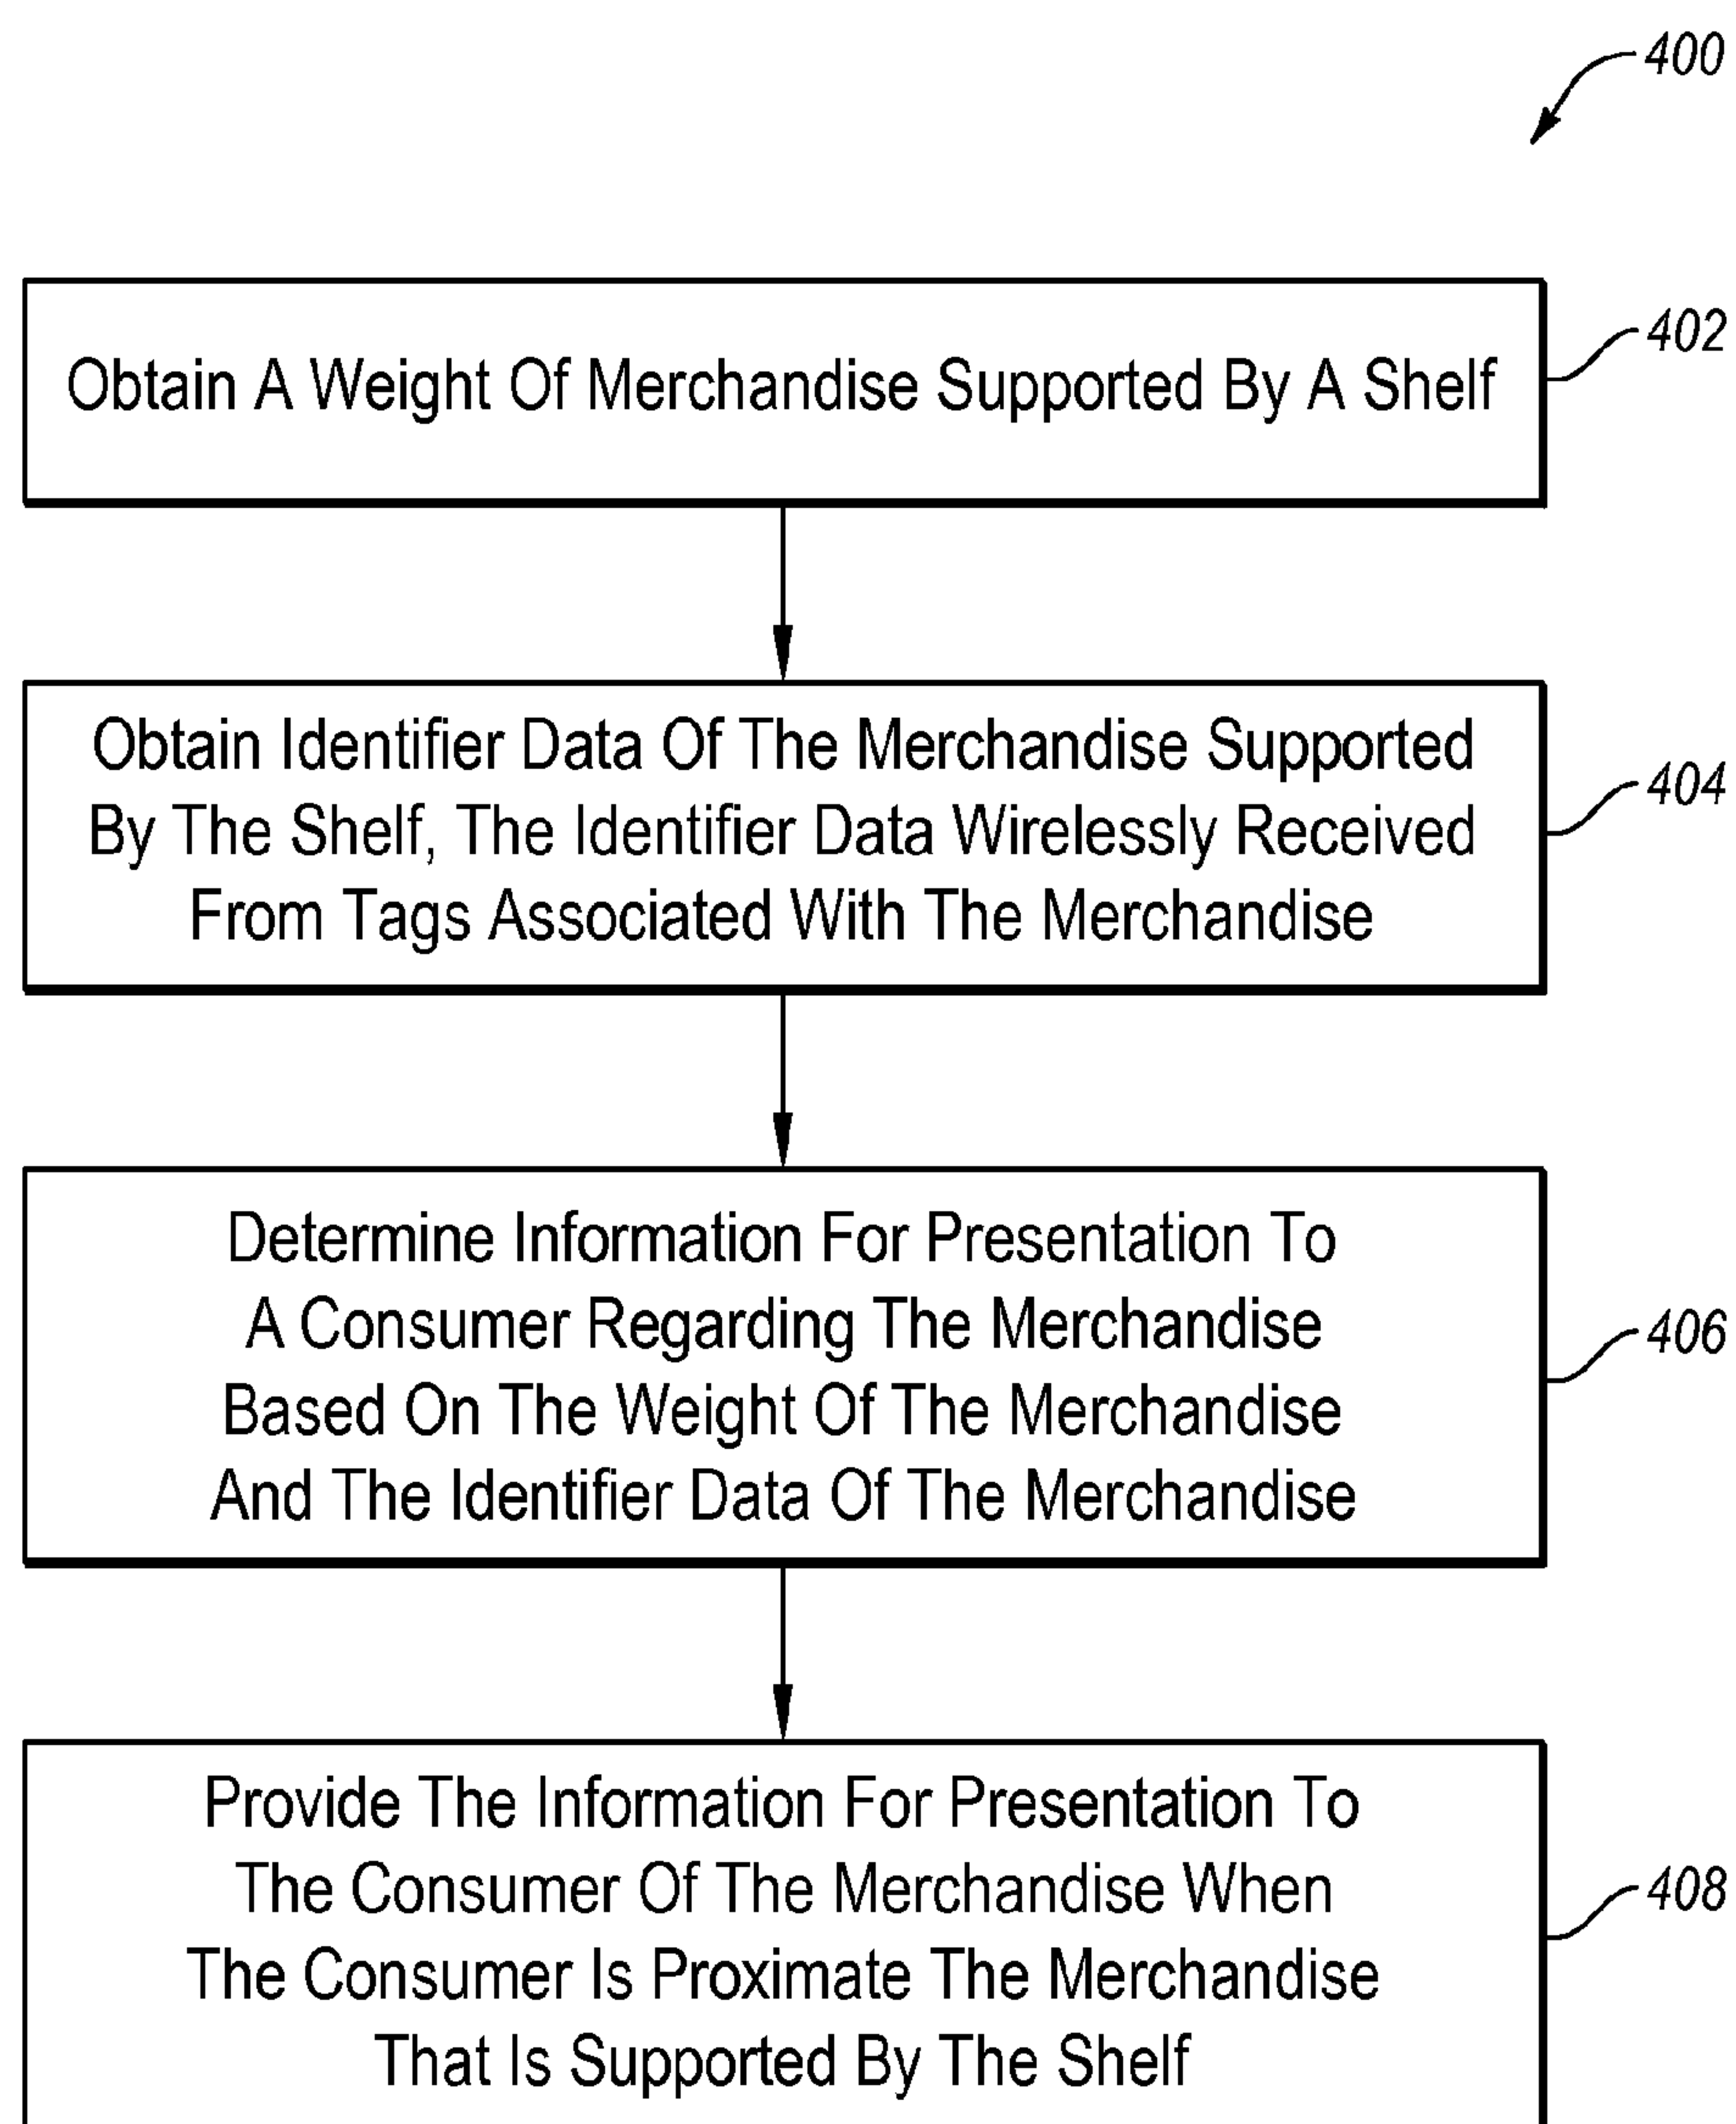 400
Obtain A Weight Of Merchandise Supported By A Shelf
402
Obtain Identifier Data Of The Merchandise Supported
By The Shelf, The Identifier Data Wirelessly Received
From Tags Associated With The Merchandise
404
Determine Information For Presentation To
A Consumer Regarding The Merchandise
Based On The Weight Of The Merchandise
And The Identifier Data Of The Merchandise
406
Provide The Information For Presentation To
The Consumer Of The Merchandise When
The Consumer Is Proximate The Merchandise
That Is Supported By The Shelf
408